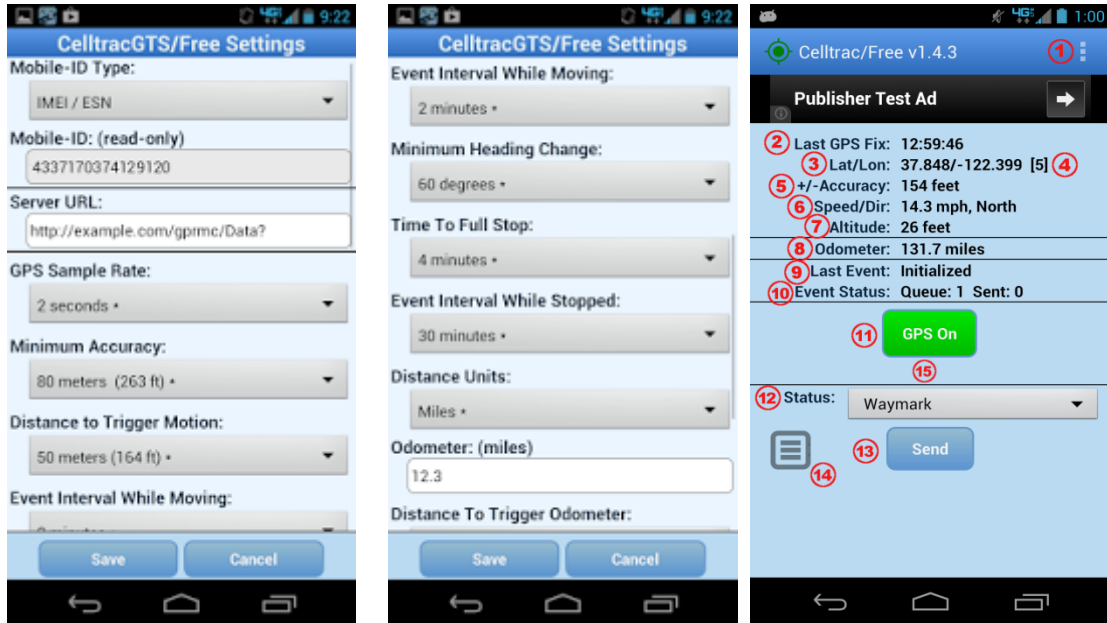 9:22
CelltracGTS/Free Settings
Mobile-ID Type:
IMEI / ESN
Mobile-ID: (read-only)
4337170374129120
Server URL:
http://example.com/gprmc/Data?
GPS Sample Rate:
2 seconds *
Minimum Accuracy:
80 meters (263 ft) *
Distance to Trigger Motion:
50 meters (164 ft) *
Event Interval While Moving:
Save Cancel
4G 9:22
CelltracGTS/Free Settings
Event Interval While Moving:
2 minutes *
Minimum Heading Change:
60 degrees *
Time To Full Stop:
4 minutes *
Event Interval While Stopped:
30 minutes *
Distance Units:
Miles *
Odometer: (miles)
12.3
Distance To Trigger Odometer:
Save Cancel
4G 1:00
Celltrac/Free v1.4.3 1
Publisher Test Ad
2 Last GPS Fix: 12:59:46
3 Lat/Lon: 37.848/-122.399 [5] 4
5 +/-Accuracy: 154 feet
6 Speed/Dir: 14.3 mph, North
7 Altitude: 26 feet
8 Odometer: 131.7 miles
9 Last Event: Initialized
10 Event Status: Queue: 1 Sent: 0
11 GPS On
15
12 Status: Waymark
13 Send
14